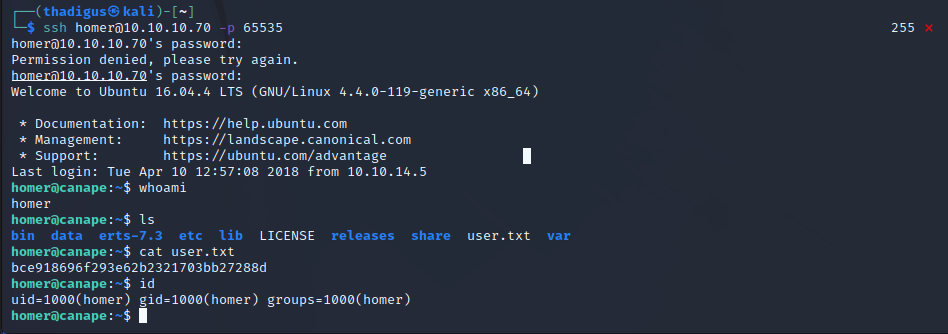 ┌──(thadigus㉿kali)-[~]
└─$ ssh homer@10.10.10.70 -p 65535 255 ⨯
homer@10.10.10.70's password:
Permission denied, please try again.
homer@10.10.10.70's password:
Welcome to Ubuntu 16.04.4 LTS (GNU/Linux 4.4.0-119-generic x86_64)

 * Documentation:  https://help.ubuntu.com
 * Management:     https://landscape.canonical.com
 * Support:        https://ubuntu.com/advantage
Last login: Tue Apr 10 12:57:08 2018 from 10.10.14.5
homer@canape:~$ whoami
homer
homer@canape:~$ ls
bin  data  erts-7.3  etc  lib  LICENSE  releases  share  user.txt  var
homer@canape:~$ cat user.txt
bce918696f293e62b2321703bb27288d
homer@canape:~$ id
uid=1000(homer) gid=1000(homer) groups=1000(homer)
homer@canape:~$